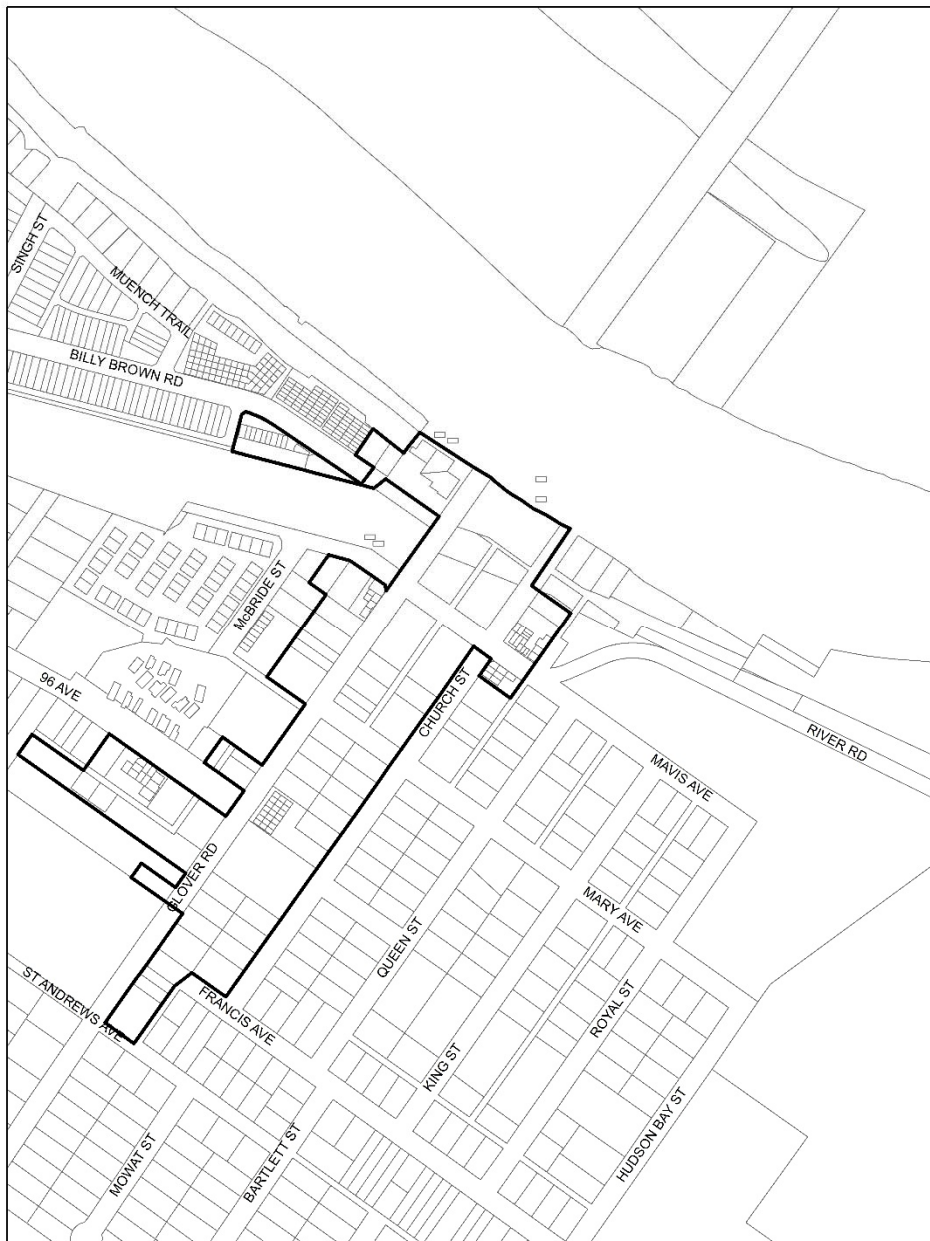 SINGH ST
MUENCH TRAIL
BILLY BROWN RD
McBRIDE ST
96 AVE
CHURCH ST
RIVER RD
MAVIS AVE
GLOVER RD
MARY AVE
QUEEN ST
ST ANDREWS AVE
FRANCIS AVE
ROYAL ST
KING ST
HUDSON BAY ST
MOWAT ST
BARTLETT ST